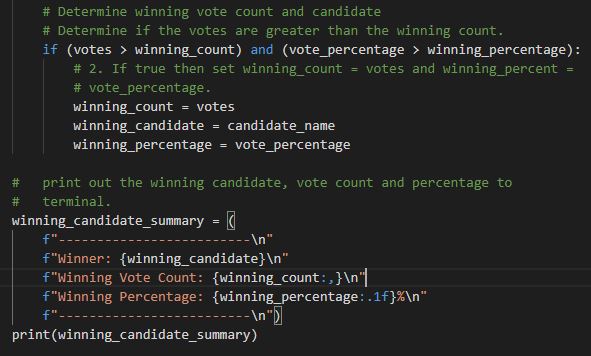 # Determine winning vote count and candidate
# Determine if the votes are greater than the winning count.
if (votes > winning_count) and (vote_percentage > winning_percentage):
# 2. If true then set winning_count = votes and winning_percent =
# vote_percentage.
winning_count = votes
winning_candidate = candidate_name
winning_percentage = vote_percentage
# print out the winning candidate, vote count and percentage to
# terminal.
winning_candidate_summary = (
f"-------------------------\n"
f"Winner: {winning_candidate}\n"
f"Winning Vote Count: {winning_count:,}\n"
f"Winning Percentage: {winning_percentage:.1f}%\n"
f"-------------------------\n")
print(winning_candidate_summary)